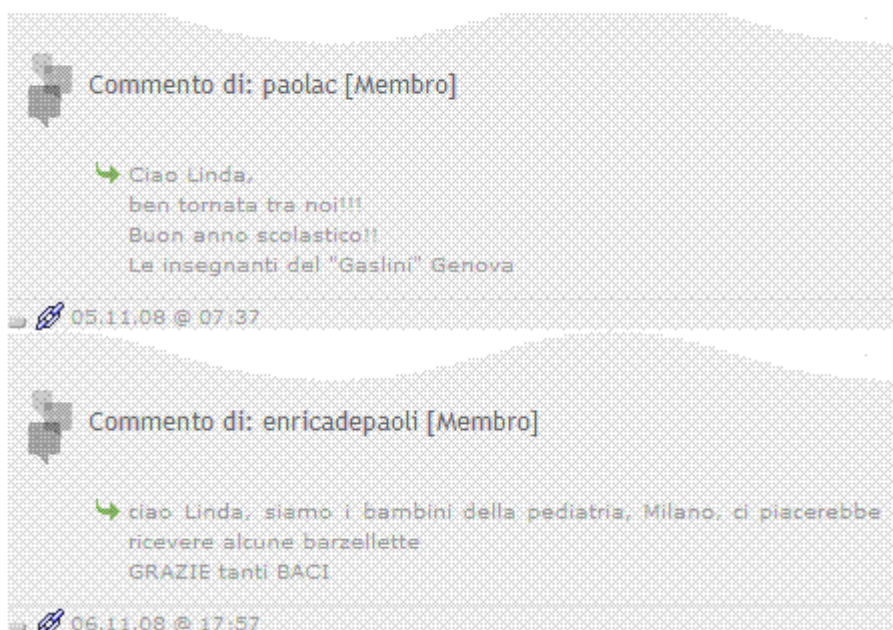 Commento di: paolac [Membro]
Ciao Linda,
ben tornata tra noi!!!
Buon anno scolastico!!
Le insegnanti del "Gaslini" Genova
05.11.08 @ 07:37
Commento di: enricadepaoli [Membro]
ciao Linda, siamo i bambini della pediatria, Milano, ci piacerebbe
ricevere alcune barzellette
GRAZIE tanti BACI
06.11.08 @ 17:57